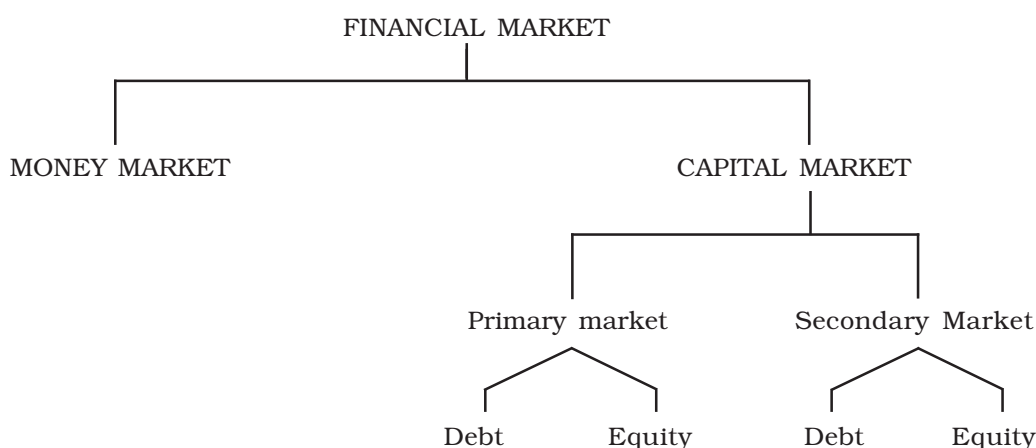 FINANCIAL MARKET
MONEY MARKET CAPITAL MARKET
Primary market Secondary Market
Debt Equity Debt Equity